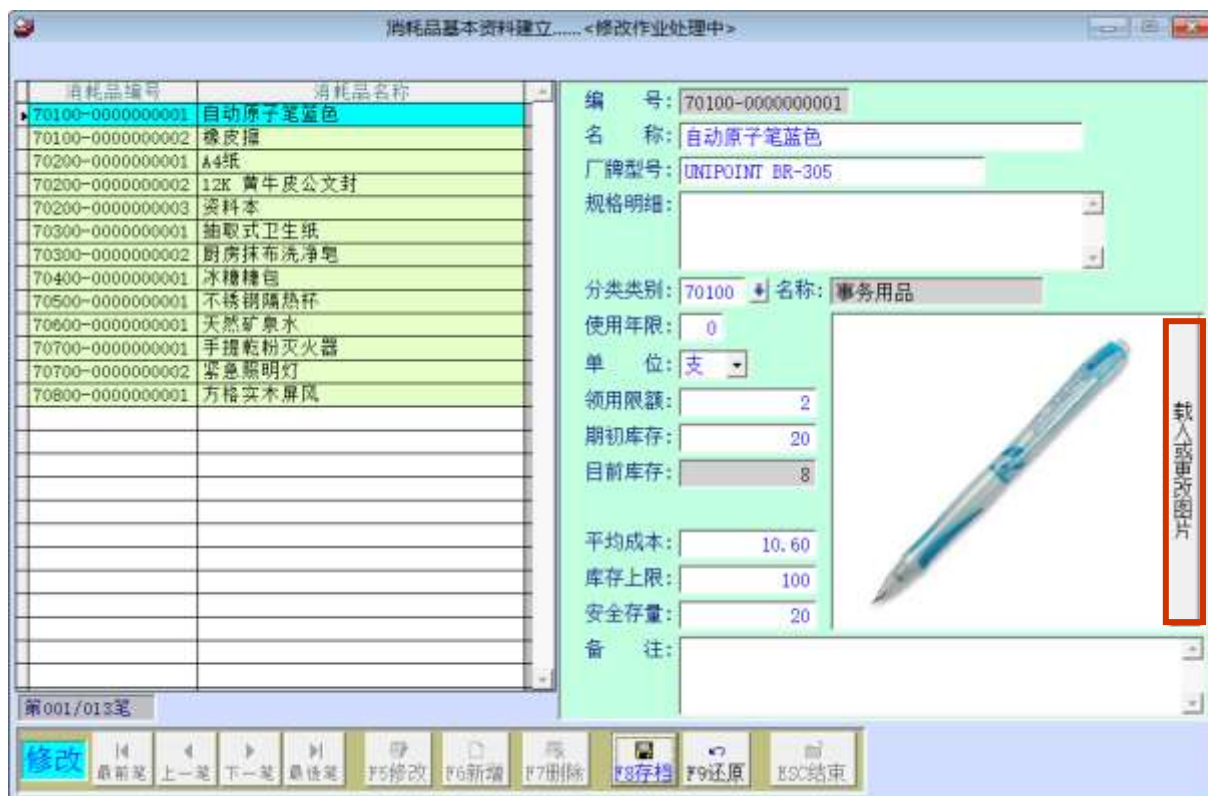 消耗品基本资料建立......<修改作业处理中>
消耗品编号 消耗品名称
70100-0000000001 自动原子笔蓝色
70100-0000000002 橡皮擦
70200-0000000001 A4纸
70200-0000000002 12K 黄牛皮公文封
70200-0000000003 资料本
70300-0000000001 抽取式卫生纸
70300-0000000002 厨房抹布洗净皂
70400-0000000001 冰糖糖包
70500-0000000001 不锈钢隔热杯
70600-0000000001 天然矿泉水
70700-0000000001 手提乾粉灭火器
70700-0000000002 紧急照明灯
70800-0000000001 方格实木屏风
第001/013笔
编 号: 70100-0000000001
名 称: 自动原子笔蓝色
厂牌型号: UNIPOINT BR-305
规格明细:
分类类别: 70100 名称: 事务用品
使用年限: 0
单 位: 支
领用限额: 2
期初库存: 20
目前库存: 8
平均成本: 10.60
库存上限: 100
安全存量: 20
备 注:
载入或更改图片
修改 最前笔 上一笔 下一笔 最后笔 F5修改 F6新增 F7删除 F8存档 F9还原 ESC结束